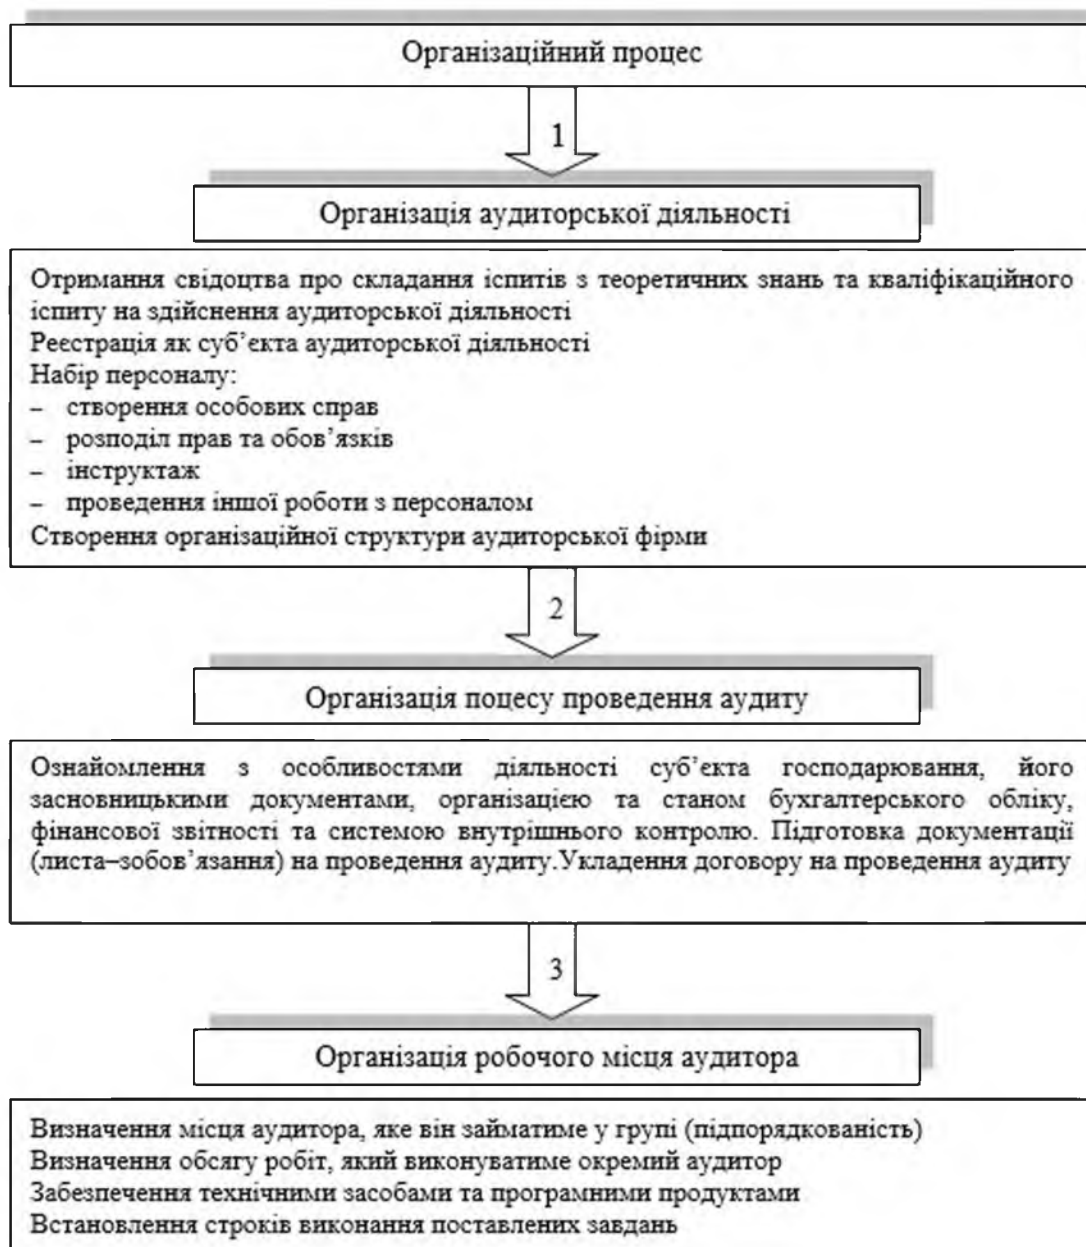 Організаційний процес
1
Організація аудиторської діяльності
Отримання свідоцтва про складання іспитів з теоретичних знань та кваліфікаційного
іспиту на здійснення аудиторської діяльності
Реєстрація як суб’єкта аудиторської діяльності
Набір персоналу:
– створення особових справ
– розподіл прав та обов’язків
– інструктаж
– проведення іншої роботи з персоналом
Створення організаційної структури аудиторської фірми
2
Організація поцесу проведення аудиту
Ознайомлення з особливостями діяльності суб’єкта господарювання, його
засновницькими документами, організацією та станом бухгалтерського обліку,
фінансової звітності та системою внутрішнього контролю. Підготовка документації
(листа–зобов’язання) на проведення аудиту.Укладення договору на проведення аудиту
3
Організація робочого місця аудитора
Визначення місця аудитора, яке він займатиме у групі (підпорядкованість)
Визначення обсягу робіт, який виконуватиме окремий аудитор
Забезпечення технічними засобами та програмними продуктами
Встановлення строків виконання поставлених завдань